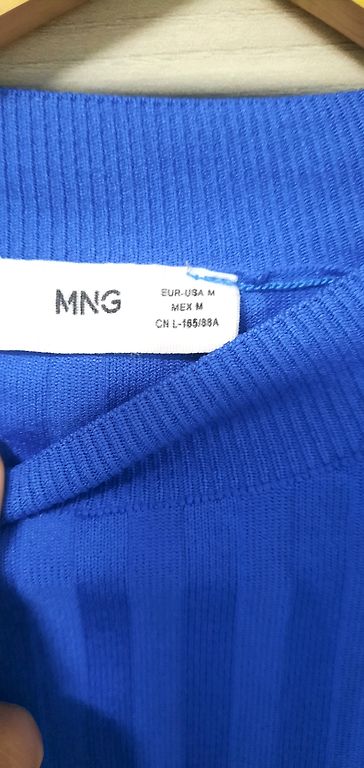 MNG
EUR-USA M
MEX M
CN L-165/88A